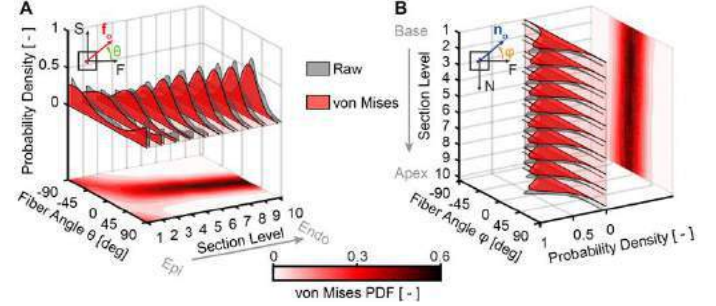 A
1
0.5
0
Probability Density [ - ]
S
f₀
θ
F
-90
-45
0
45
90
Fiber Angle θ [deg]
1 2 3 4 5 6 7 8 9 10
Section Level
Epi
Endo
Raw
von Mises
0 0.3 0.6
von Mises PDF [ - ]
B
Base
Apex
Section Level
1
2
3
4
5
6
7
8
9
10
n₀
φ
F
N
-90
-45
0
45
90
Fiber Angle φ [deg]
1 0.5 0
Probability Density [ - ]